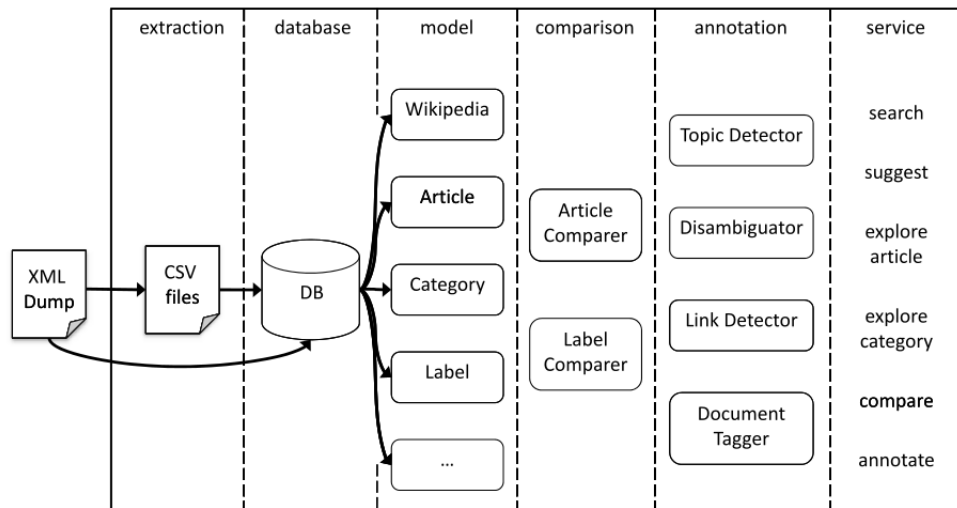 extraction
database
model
comparison
annotation
service
XML
Dump
CSV
files
DB
Wikipedia
Article
Category
Label
...
Article
Comparer
Label
Comparer
Topic Detector
Disambiguator
Link Detector
Document
Tagger
search
suggest
explore
article
explore
category
compare
annotate